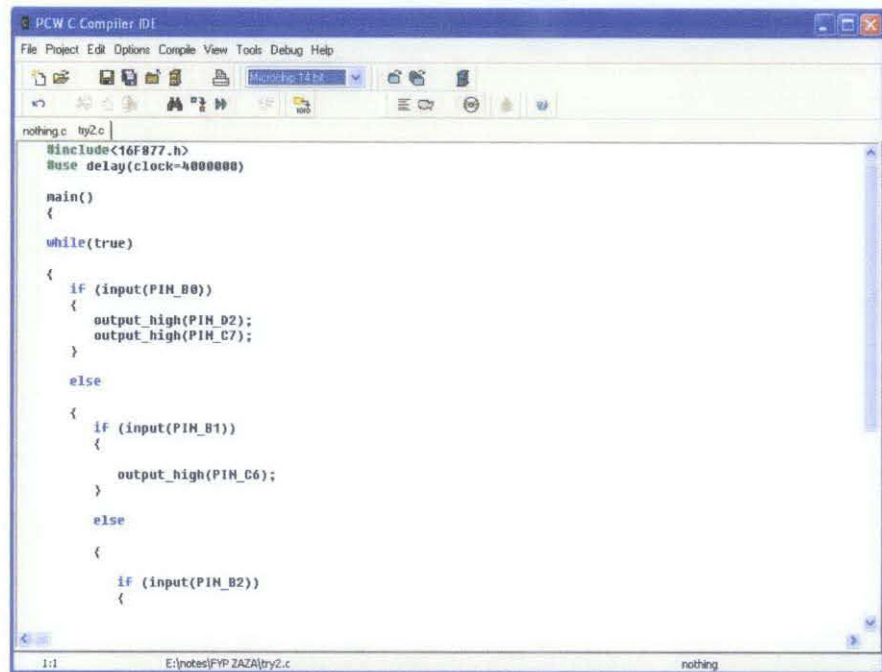 PCW C Compiler IDE
File Project Edit Options Compile View Tools Debug Help
Microchip 14 bit
nothing.c try2.c
#include<16F877.h>
#use delay(clock=4000000)
main()
{
while(true)
{
if (input(PIN_B0))
{
output_high(PIN_D2);
output_high(PIN_C7);
}
else
{
if (input(PIN_B1))
{
output_high(PIN_C6);
}
else
{
if (input(PIN_B2))
{
1:1 E:\notes\FYP ZAZA\try2.c nothing